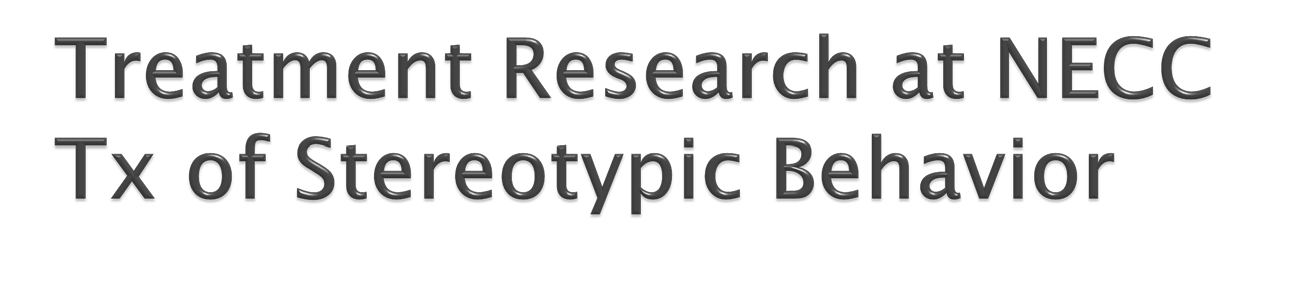 Treatment Research at NECC
Tx of Stereotypic Behavior